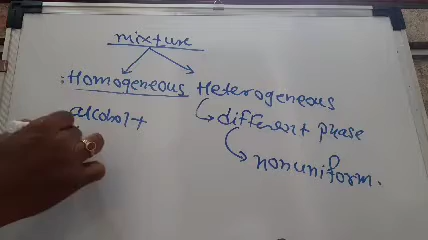 mixture
:Homogeneous Heterogeneous
alcohol +
different phase
nonuniform.